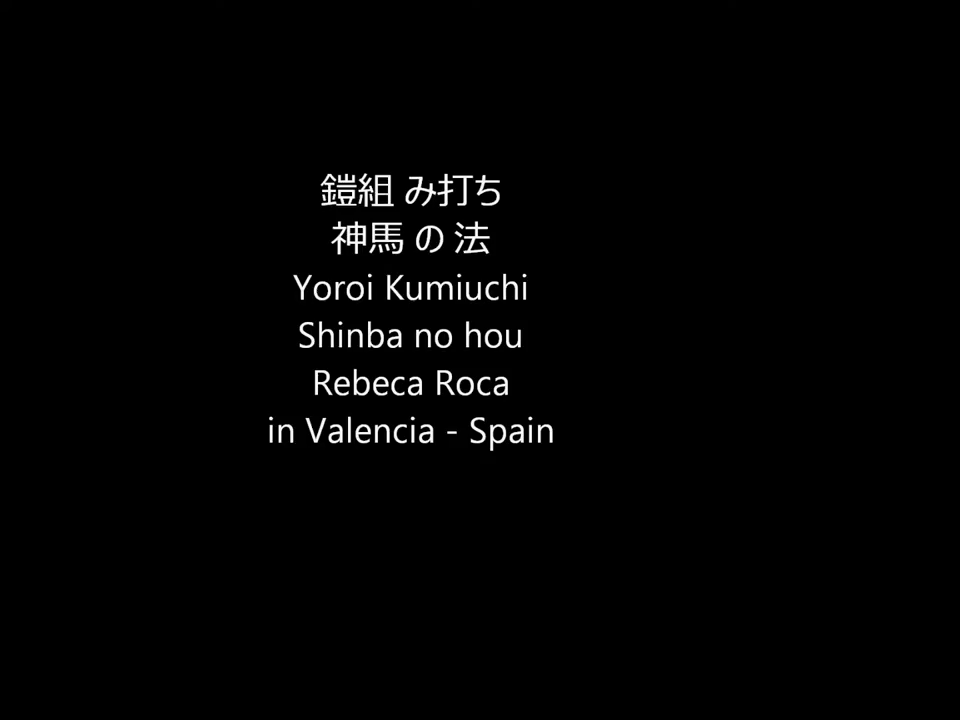 鎧組 み打ち
神馬 の 法
Yoroi Kumiuchi
Shinba no hou
Rebeca Roca
in Valencia - Spain